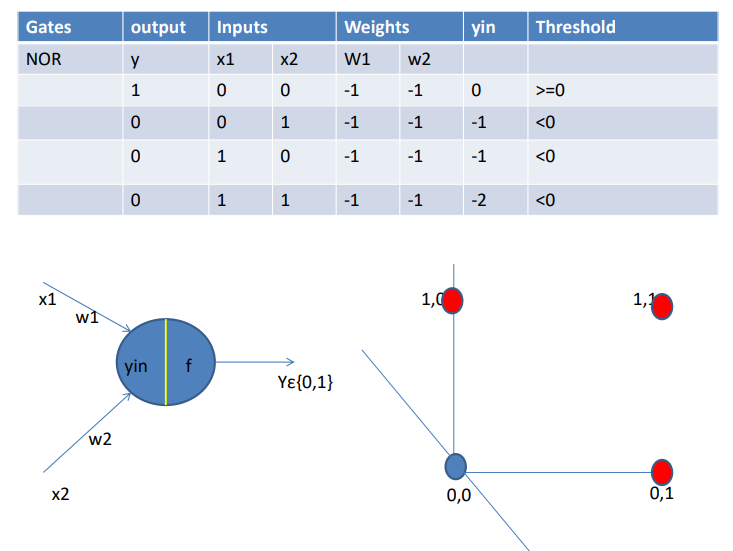 Gates output Inputs Weights yin Threshold
NOR y x1 x2 W1 w2
1 0 0 -1 -1 0 >=0
0 0 1 -1 -1 -1 <0
0 1 0 -1 -1 -1 <0
0 1 1 -1 -1 -2 <0
x1
w1
yin f
Yε{0,1}
w2
x2
1,0
1,1
0,0
0,1